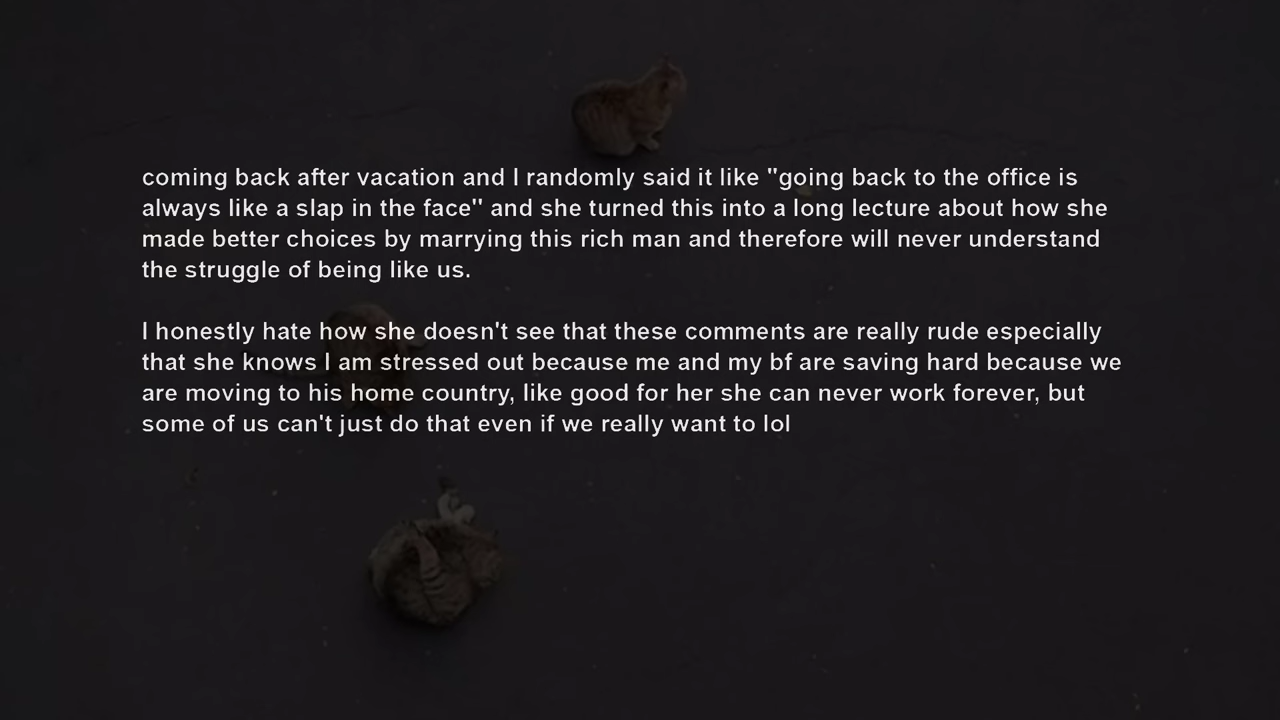 coming back after vacation and I randomly said it like "going back to the office is
always like a slap in the face" and she turned this into a long lecture about how she
made better choices by marrying this rich man and therefore will never understand
the struggle of being like us.
I honestly hate how she doesn't see that these comments are really rude especially
that she knows I am stressed out because me and my bf are saving hard because we
are moving to his home country, like good for her she can never work forever, but
some of us can't just do that even if we really want to lol